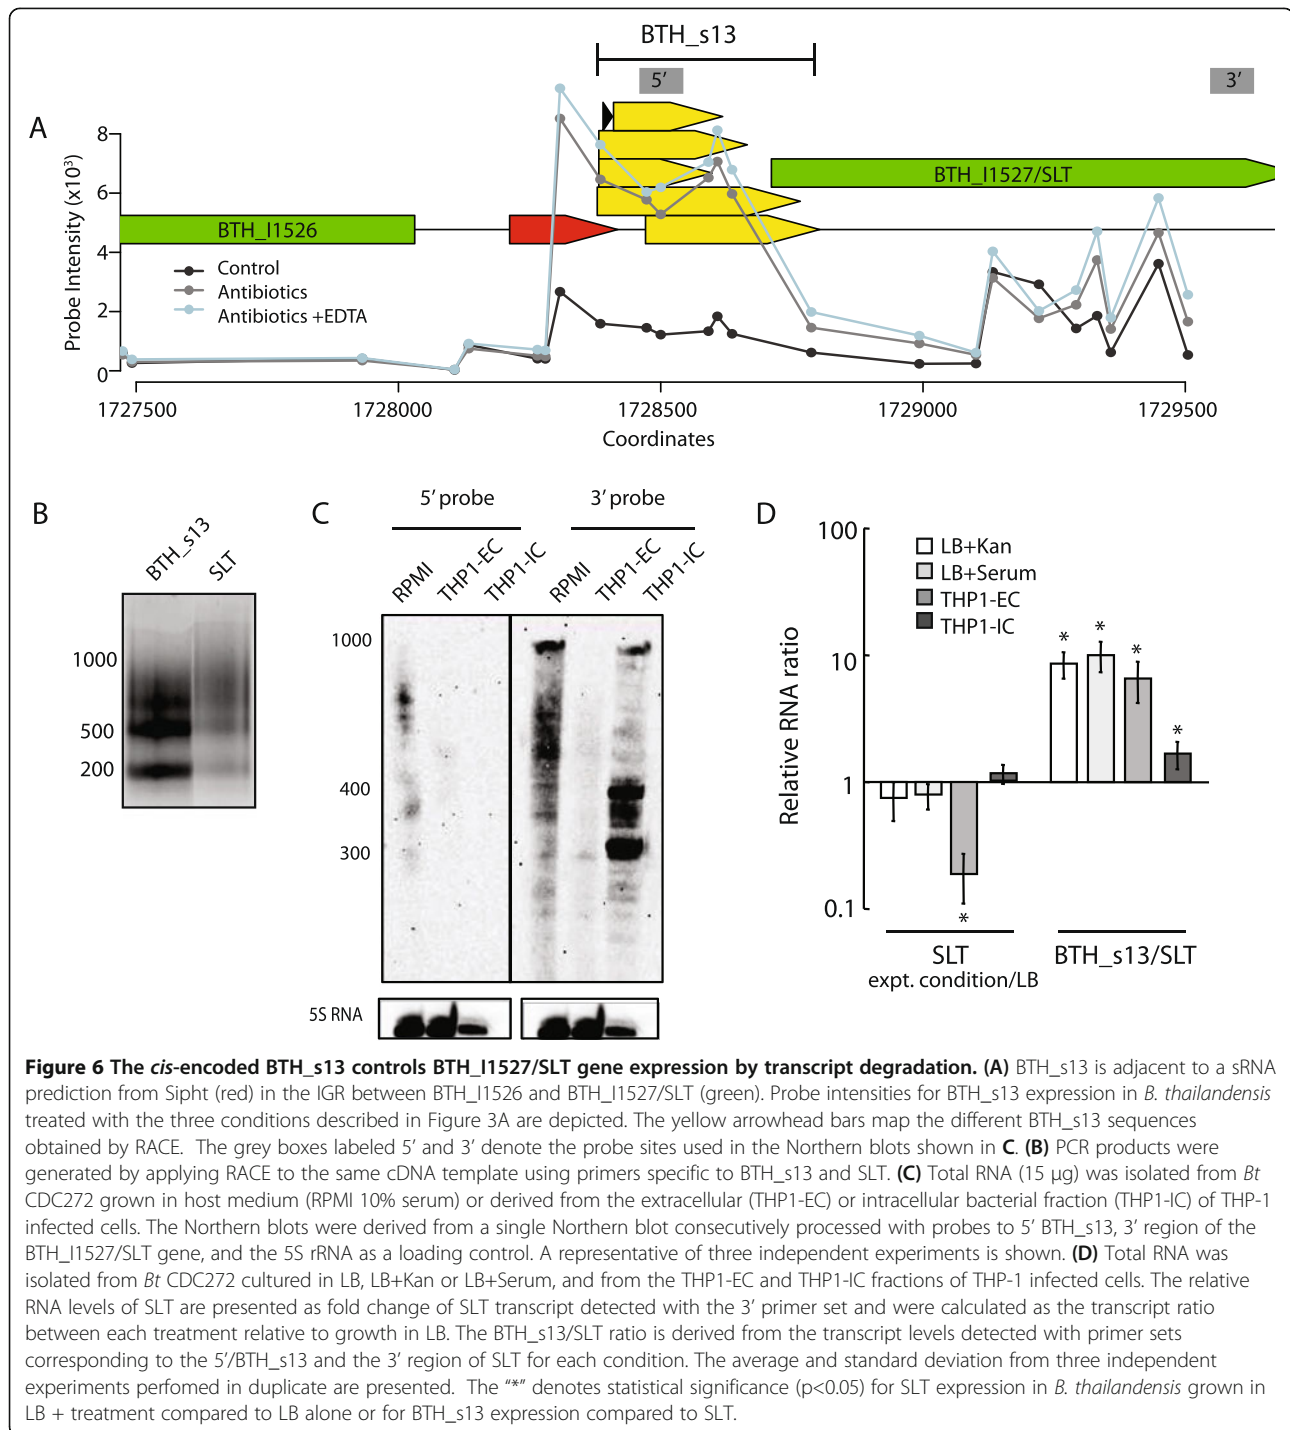 BTH_s13
5′
3′
A
BTH_I1527/SLT
BTH_I1526
Control
Antibiotics
Antibiotics +EDTA
Probe Intensity (x10³)
8
6
4
2
0
1727500
1728000
1728500
1729000
1729500
Coordinates
B
BTH_s13
SLT
1000
500
200
C
5′ probe
3′ probe
RPMI
THP1-EC
THP1-IC
RPMI
THP1-EC
THP1-IC
1000
400
300
5S RNA
D
100
10
1
0.1
Relative RNA ratio
LB+Kan
LB+Serum
THP1-EC
THP1-IC
*
*
*
*
*
SLT
expt. condition/LB
BTH_s13/SLT
Figure 6 The cis-encoded BTH_s13 controls BTH_I1527/SLT gene expression by transcript degradation. (A) BTH_s13 is adjacent to a sRNA
prediction from Sipht (red) in the IGR between BTH_I1526 and BTH_I1527/SLT (green). Probe intensities for BTH_s13 expression in B. thailandensis
treated with the three conditions described in Figure 3A are depicted. The yellow arrowhead bars map the different BTH_s13 sequences
obtained by RACE. The grey boxes labeled 5′ and 3′ denote the probe sites used in the Northern blots shown in C. (B) PCR products were
generated by applying RACE to the same cDNA template using primers specific to BTH_s13 and SLT. (C) Total RNA (15 μg) was isolated from Bt
CDC272 grown in host medium (RPMI 10% serum) or derived from the extracellular (THP1-EC) or intracellular bacterial fraction (THP1-IC) of THP-1
infected cells. The Northern blots were derived from a single Northern blot consecutively processed with probes to 5′ BTH_s13, 3′ region of the
BTH_I1527/SLT gene, and the 5S rRNA as a loading control. A representative of three independent experiments is shown. (D) Total RNA was
isolated from Bt CDC272 cultured in LB, LB+Kan or LB+Serum, and from the THP1-EC and THP1-IC fractions of THP-1 infected cells. The relative
RNA levels of SLT are presented as fold change of SLT transcript detected with the 3′ primer set and were calculated as the transcript ratio
between each treatment relative to growth in LB. The BTH_s13/SLT ratio is derived from the transcript levels detected with primer sets
corresponding to the 5′/BTH_s13 and the 3′ region of SLT for each condition. The average and standard deviation from three independent
experiments perfomed in duplicate are presented. The “*” denotes statistical significance (p<0.05) for SLT expression in B. thailandensis grown in
LB + treatment compared to LB alone or for BTH_s13 expression compared to SLT.